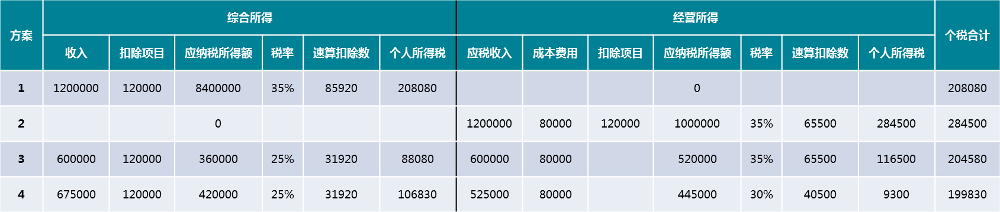 方案 综合所得 经营所得 个税合计
收入 扣除项目 应纳税所得额 税率 速算扣除数 个人所得税 应税收入 成本费用 扣除项目 应纳税所得额 税率 速算扣除数 个人所得税
1 1200000 120000 8400000 35% 85920 208080 0 208080
2 0 1200000 80000 120000 1000000 35% 65500 284500 284500
3 600000 120000 360000 25% 31920 88080 600000 80000 520000 35% 65500 116500 204580
4 675000 120000 420000 25% 31920 106830 525000 80000 445000 30% 40500 9300 199830